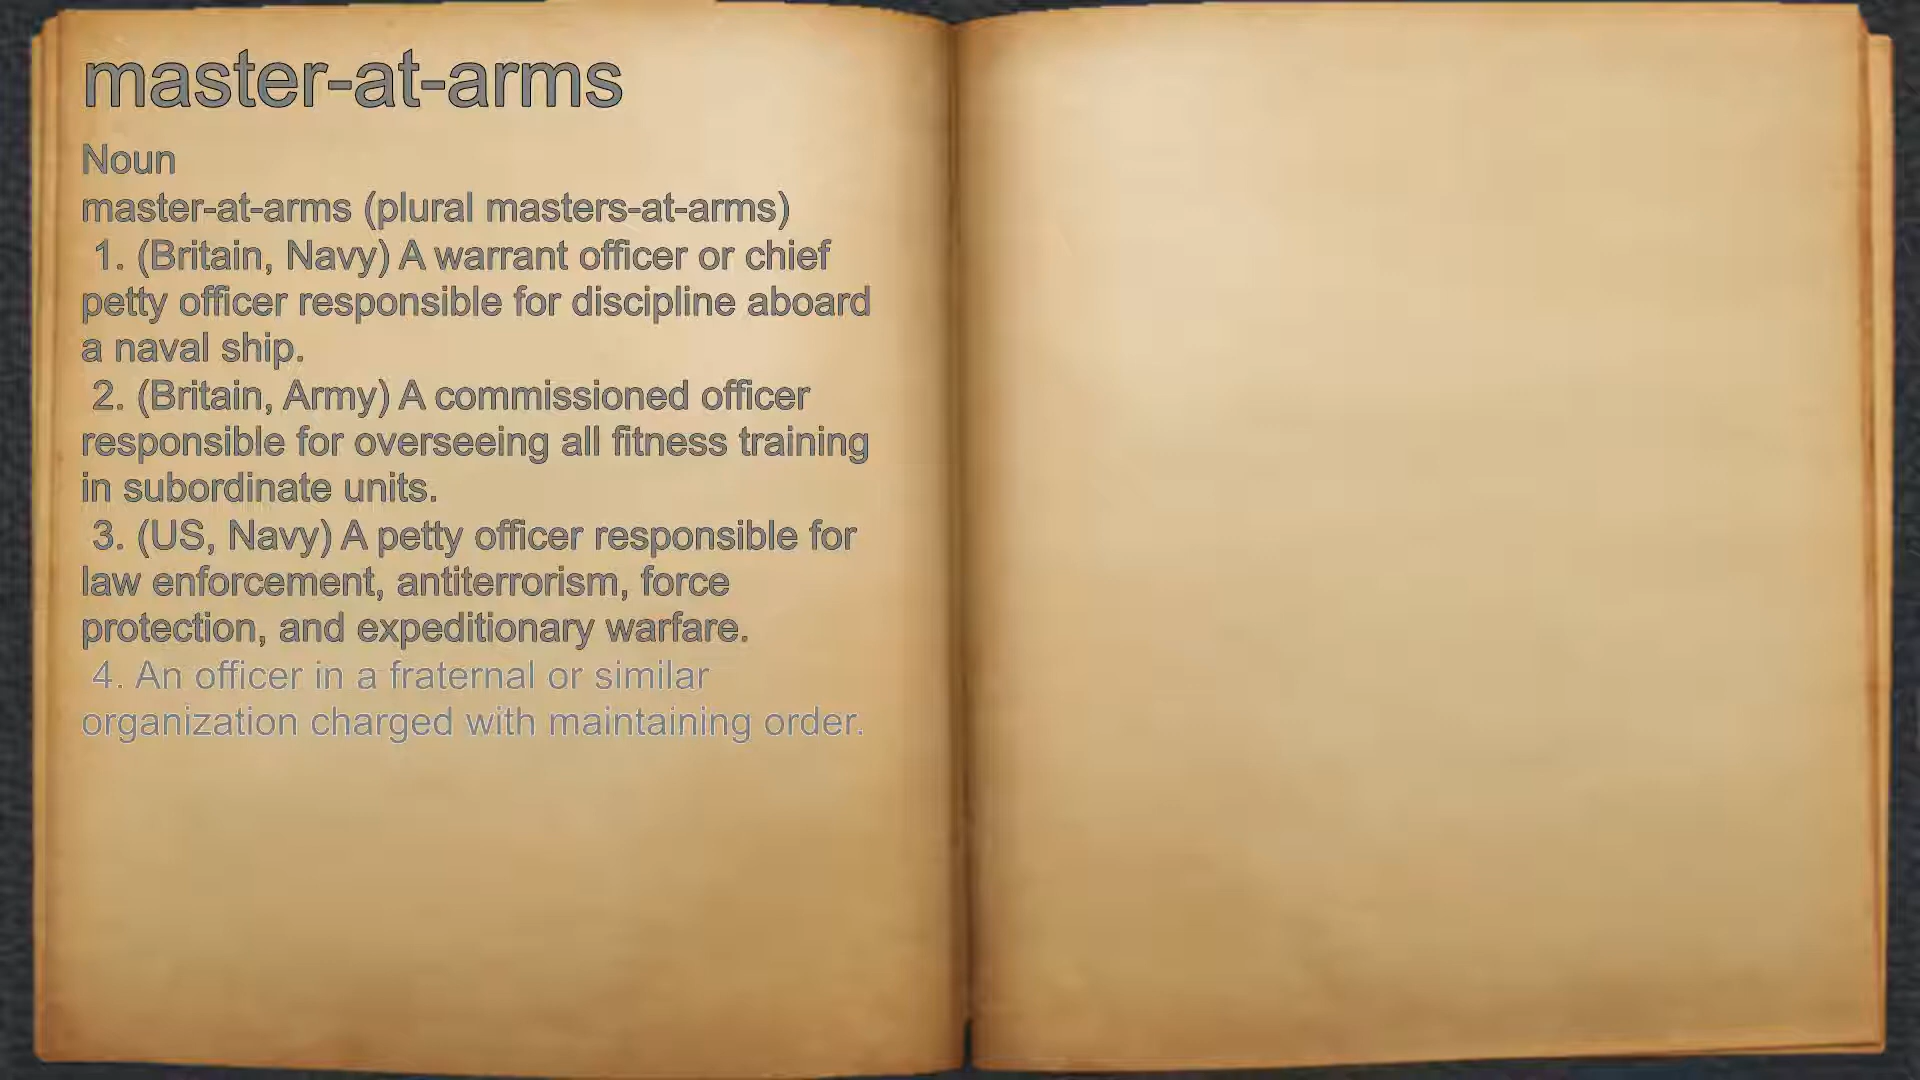 master-at-arms
Noun
master-at-arms (plural masters-at-arms)
1. (Britain, Navy) A warrant officer or chief
petty officer responsible for discipline aboard
a naval ship.
2. (Britain, Army) A commissioned officer
responsible for overseeing all fitness training
in subordinate units.
3. (US, Navy) A petty officer responsible for
law enforcement, antiterrorism, force
protection, and expeditionary warfare.
4. An officer in a fraternal or similar
organization charged with maintaining order.